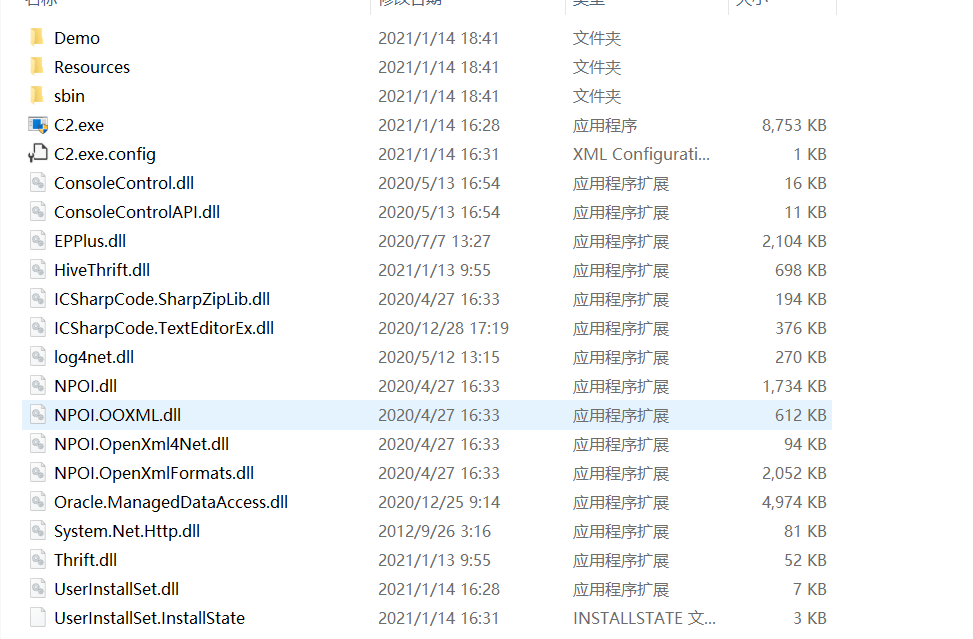 Demo 2021/1/14 18:41 文件夹
Resources 2021/1/14 18:41 文件夹
sbin 2021/1/14 18:41 文件夹
C2.exe 2021/1/14 16:28 应用程序 8,753 KB
C2.exe.config 2021/1/14 16:31 XML Configurati... 1 KB
ConsoleControl.dll 2020/5/13 16:54 应用程序扩展 16 KB
ConsoleControlAPI.dll 2020/5/13 16:54 应用程序扩展 11 KB
EPPlus.dll 2020/7/7 13:27 应用程序扩展 2,104 KB
HiveThrift.dll 2021/1/13 9:55 应用程序扩展 698 KB
ICSharpCode.SharpZipLib.dll 2020/4/27 16:33 应用程序扩展 194 KB
ICSharpCode.TextEditorEx.dll 2020/12/28 17:19 应用程序扩展 376 KB
log4net.dll 2020/5/12 13:15 应用程序扩展 270 KB
NPOI.dll 2020/4/27 16:33 应用程序扩展 1,734 KB
NPOI.OOXML.dll 2020/4/27 16:33 应用程序扩展 612 KB
NPOI.OpenXml4Net.dll 2020/4/27 16:33 应用程序扩展 94 KB
NPOI.OpenXmlFormats.dll 2020/4/27 16:33 应用程序扩展 2,052 KB
Oracle.ManagedDataAccess.dll 2020/12/25 9:14 应用程序扩展 4,974 KB
System.Net.Http.dll 2012/9/26 3:16 应用程序扩展 81 KB
Thrift.dll 2021/1/13 9:55 应用程序扩展 52 KB
UserInstallSet.dll 2021/1/14 16:28 应用程序扩展 7 KB
UserInstallSet.InstallState 2021/1/14 16:31 INSTALLSTATE 文... 3 KB